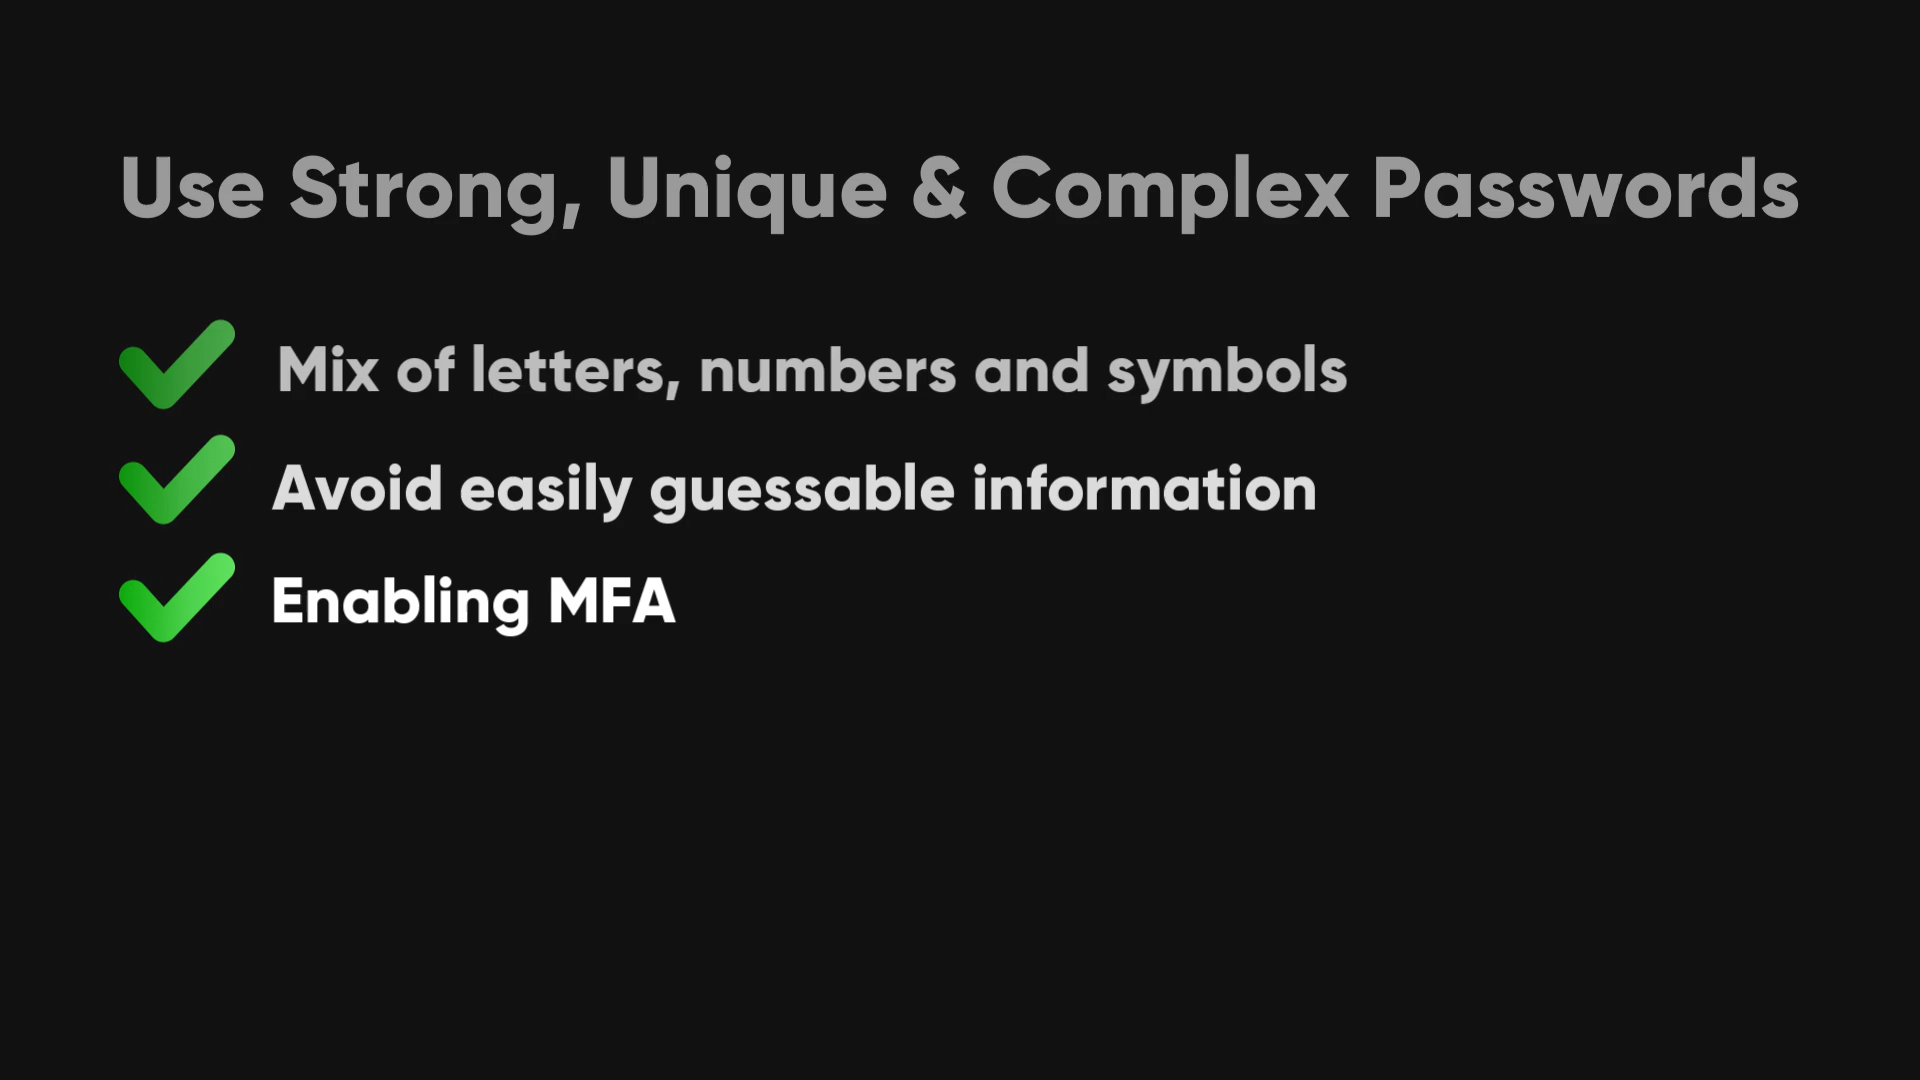 Use Strong, Unique & Complex Passwords
Mix of letters, numbers and symbols
Avoid easily guessable information
Enabling MFA